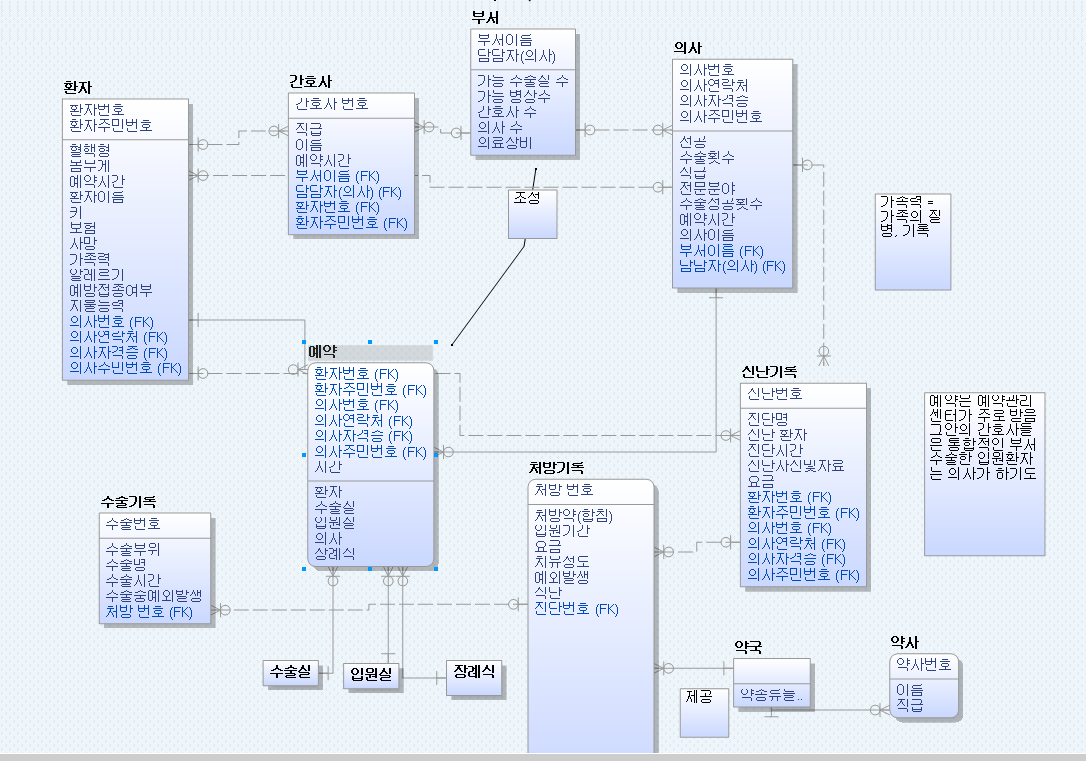 부서
부서이름
담담자(의사)
가능 수술실 수
가능 병상수
간호사 수
의사 수
의료장비
의사
의사번호
의사연락처
의사자격증
의사주민번호
전공
수술횟수
직급
전문분야
수술성공횟수
예약시간
의사이름
부서이름 (FK)
담담자(의사) (FK)
환자
환자번호
환자주민번호
혈핵형
몸무게
예약시간
환자이름
키
보험
사망
가족력
알레르기
예방접종여부
지불능력
의사번호 (FK)
의사연락처 (FK)
의사자격증 (FK)
의사주민번호 (FK)
간호사
간호사 번호
직급
이름
예약시간
부서이름 (FK)
담담자(의사) (FK)
환자번호 (FK)
환자주민번호 (FK)
조성
가족력 =
가족의 질
병, 기록
예약
환자번호 (FK)
환자주민번호 (FK)
의사번호 (FK)
의사연락처 (FK)
의사자격증 (FK)
의사주민번호 (FK)
시간
환자
수술실
입원실
의사
장례식
진단기록
진단번호
진단명
진단 환자
진단시간
진단사진및자료
요금
환자번호 (FK)
환자주민번호 (FK)
의사번호 (FK)
의사연락처 (FK)
의사자격증 (FK)
의사주민번호 (FK)
예약은 예약관리
센터가 주로 받음
그안의 간호사들
은 통합적인 부서
수술한 입원환자
는 의사가 하기도
처방기록
처방 번호
처방약(합침)
입원기간
요금
치유정도
예외발생
식단
진단번호 (FK)
수술기록
수술번호
수술부위
수술명
수술시간
수술중예외발생
처방 번호 (FK)
수술실
입원실
장례식
약국
약종류들..
제공
약사
약사번호
이름
직급